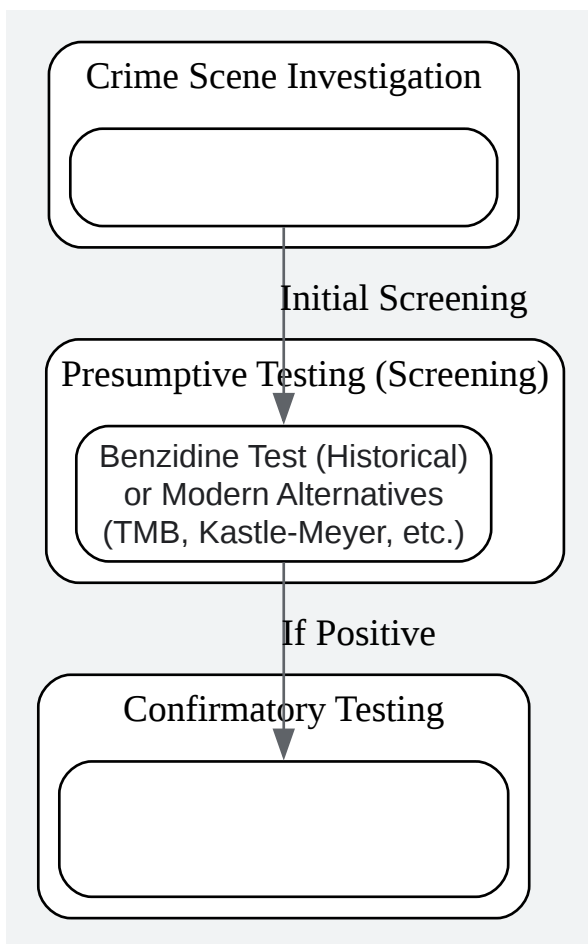 Crime Scene Investigation
Initial Screening
Presumptive Testing (Screening)
Benzidine Test (Historical)
or Modern Alternatives
(TMB, Kastle-Meyer, etc.)
If Positive
Confirmatory Testing